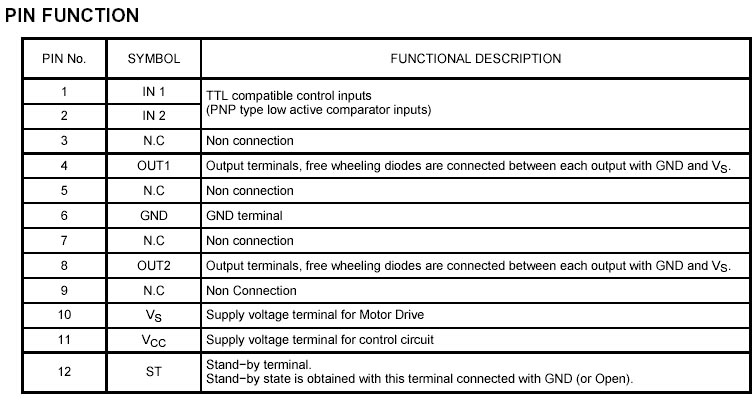 PIN FUNCTION
PIN No. SYMBOL FUNCTIONAL DESCRIPTION
1 IN 1 TTL compatible control inputs
2 IN 2 (PNP type low active comparator inputs)
3 N.C Non connection
4 OUT1 Output terminals, free wheeling diodes are connected between each output with GND and VS.
5 N.C Non connection
6 GND GND terminal
7 N.C Non connection
8 OUT2 Output terminals, free wheeling diodes are connected between each output with GND and VS.
9 N.C Non Connection
10 VS Supply voltage terminal for Motor Drive
11 VCC Supply voltage terminal for control circuit
12 ST Stand−by terminal.
Stand−by state is obtained with this terminal connected with GND (or Open).